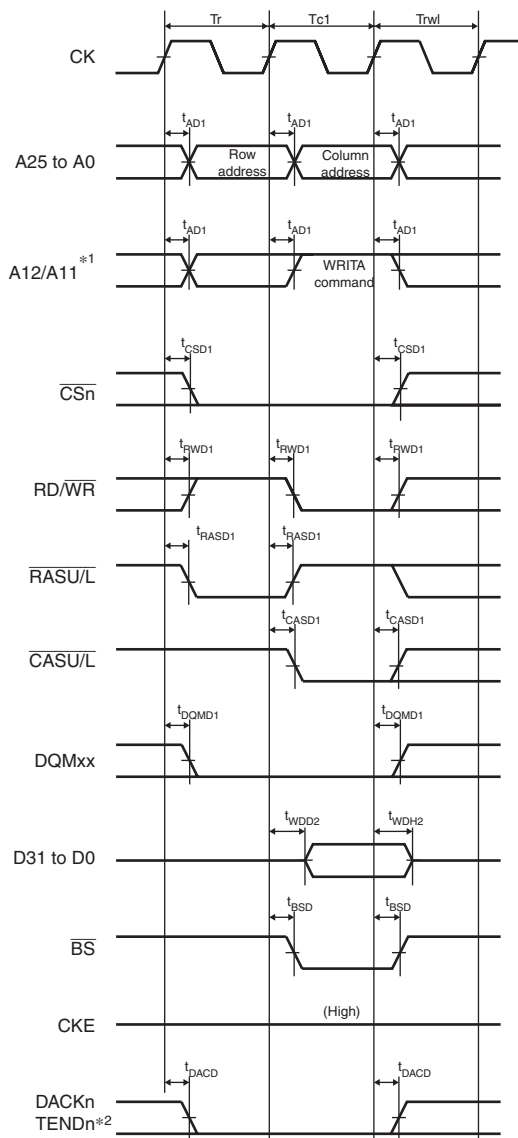 Tr Tc1 Trwl
CK
tAD1 tAD1 tAD1
A25 to A0
Row address
Column address
tAD1 tAD1 tAD1
A12/A11 *1
WRITA command
tCSD1 tCSD1
CSn
tRWD1 tRWD1 tRWD1
RD/WR
tRASD1 tRASD1
RASU/L
tCASD1 tCASD1
CASU/L
tDQMD1 tDQMD1
DQMxx
tWDD2 tWDH2
D31 to D0
tBSD tBSD
BS
(High)
CKE
tDACD tDACD
DACKn
TENDn*2